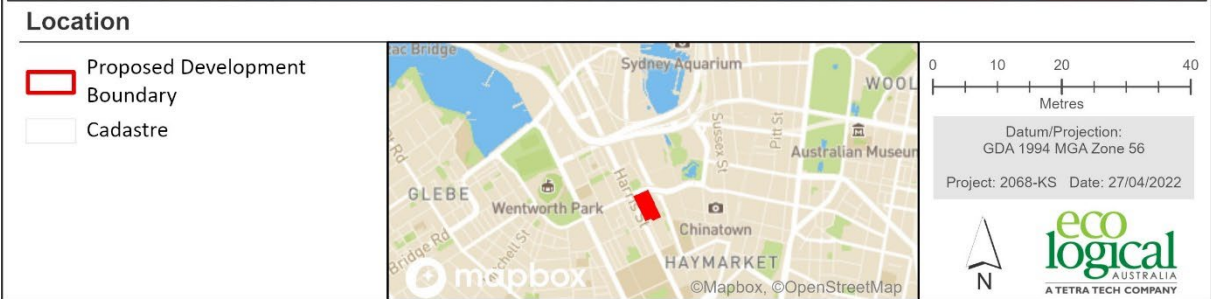 Location
Proposed Development
Boundary
Cadastre
Bridge
Sydney Aquarium
WOOL
Sussex St
Pitt St
Australian Museum
Harris St
GLEBE
Wentworth Park
Chinatown
HAYMARKET
Bridge Rd
mapbox
©Mapbox, ©OpenStreetMap
0 10 20 40
Metres
Datum/Projection:
GDA 1994 MGA Zone 56
Project: 2068-KS Date: 27/04/2022
N
eco
logical
AUSTRALIA
A TETRA TECH COMPANY